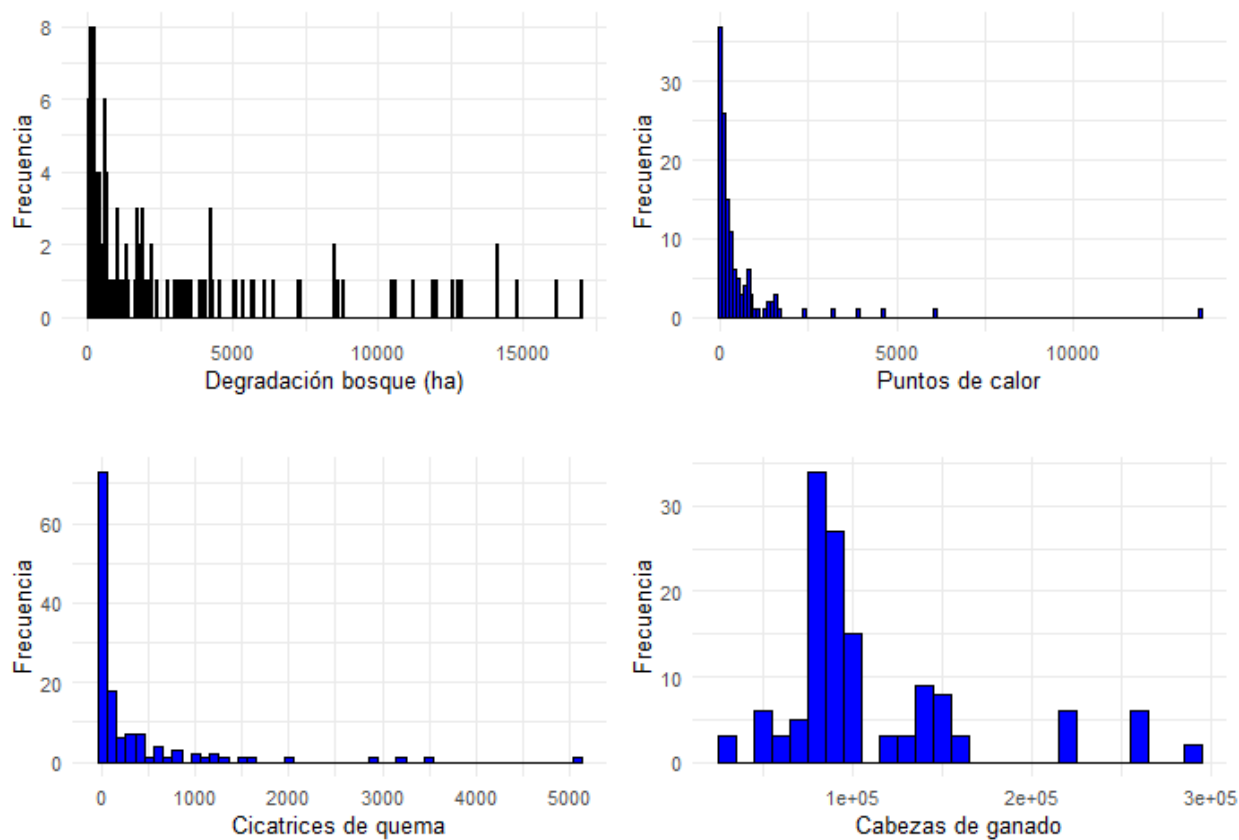 8
6
4
2
0
Frecuencia
0 5000 10000 15000
Degradación bosque (ha)
30
20
10
0
Frecuencia
0 5000 10000
Puntos de calor
60
40
20
0
Frecuencia
0 1000 2000 3000 4000 5000
Cicatrices de quema
30
20
10
0
Frecuencia
1e+05 2e+05 3e+05
Cabezas de ganado